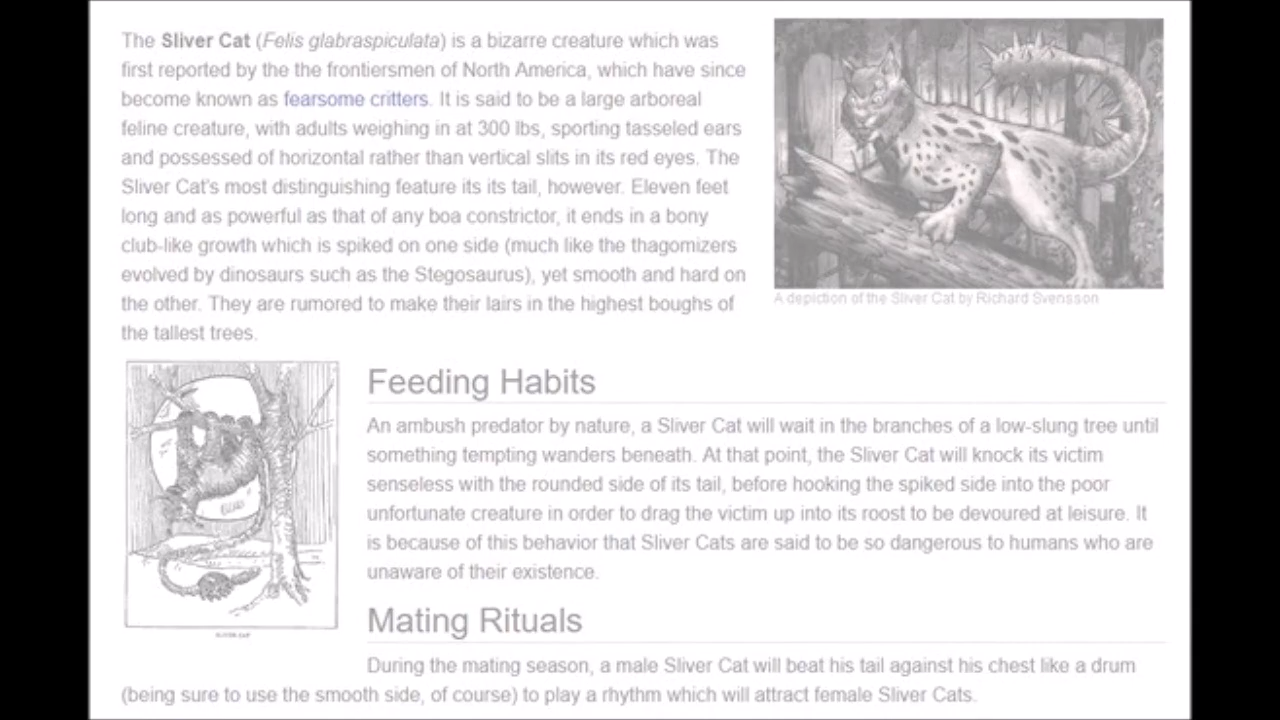 The Sliver Cat (Felis glabraspiculata) is a bizarre creature which was
first reported by the the frontiersmen of North America, which have since
become known as fearsome critters. It is said to be a large arboreal
feline creature, with adults weighing in at 300 lbs, sporting tasseled ears
and possessed of horizontal rather than vertical slits in its red eyes. The
Sliver Cat's most distinguishing feature its its tail, however. Eleven feet
long and as powerful as that of any boa constrictor, it ends in a bony
club-like growth which is spiked on one side (much like the thagomizers
evolved by dinosaurs such as the Stegosaurus), yet smooth and hard on
the other. They are rumored to make their lairs in the highest boughs of
the tallest trees.
A depiction of the Sliver Cat by Richard Svensson
SLIVER CAT
Feeding Habits
An ambush predator by nature, a Sliver Cat will wait in the branches of a low-slung tree until
something tempting wanders beneath. At that point, the Sliver Cat will knock its victim
senseless with the rounded side of its tail, before hooking the spiked side into the poor
unfortunate creature in order to drag the victim up into its roost to be devoured at leisure. It
is because of this behavior that Sliver Cats are said to be so dangerous to humans who are
unaware of their existence.
Mating Rituals
During the mating season, a male Sliver Cat will beat his tail against his chest like a drum
(being sure to use the smooth side, of course) to play a rhythm which will attract female Sliver Cats.